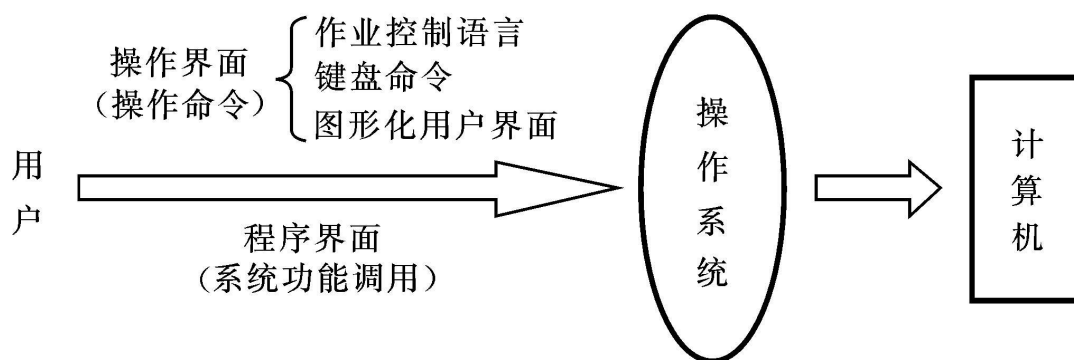 操作界面
(操作命令)
作业控制语言
键盘命令
图形化用户界面
用户
程序界面
(系统功能调用)
操作系统
计算机